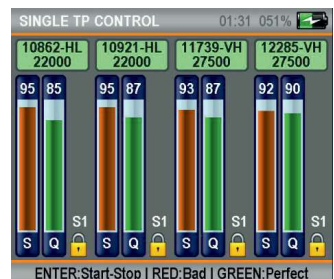 SINGLE TP CONTROL 01:31 051%
10862-HL 10921-HL 11739-VH 12285-VH
22000 22000 27500 27500
95 85 95 87 93 87 92 90
S1 S1 S1 S1
S Q S Q S Q S Q
ENTER:Start-Stop | RED:Bad | GREEN:Perfect